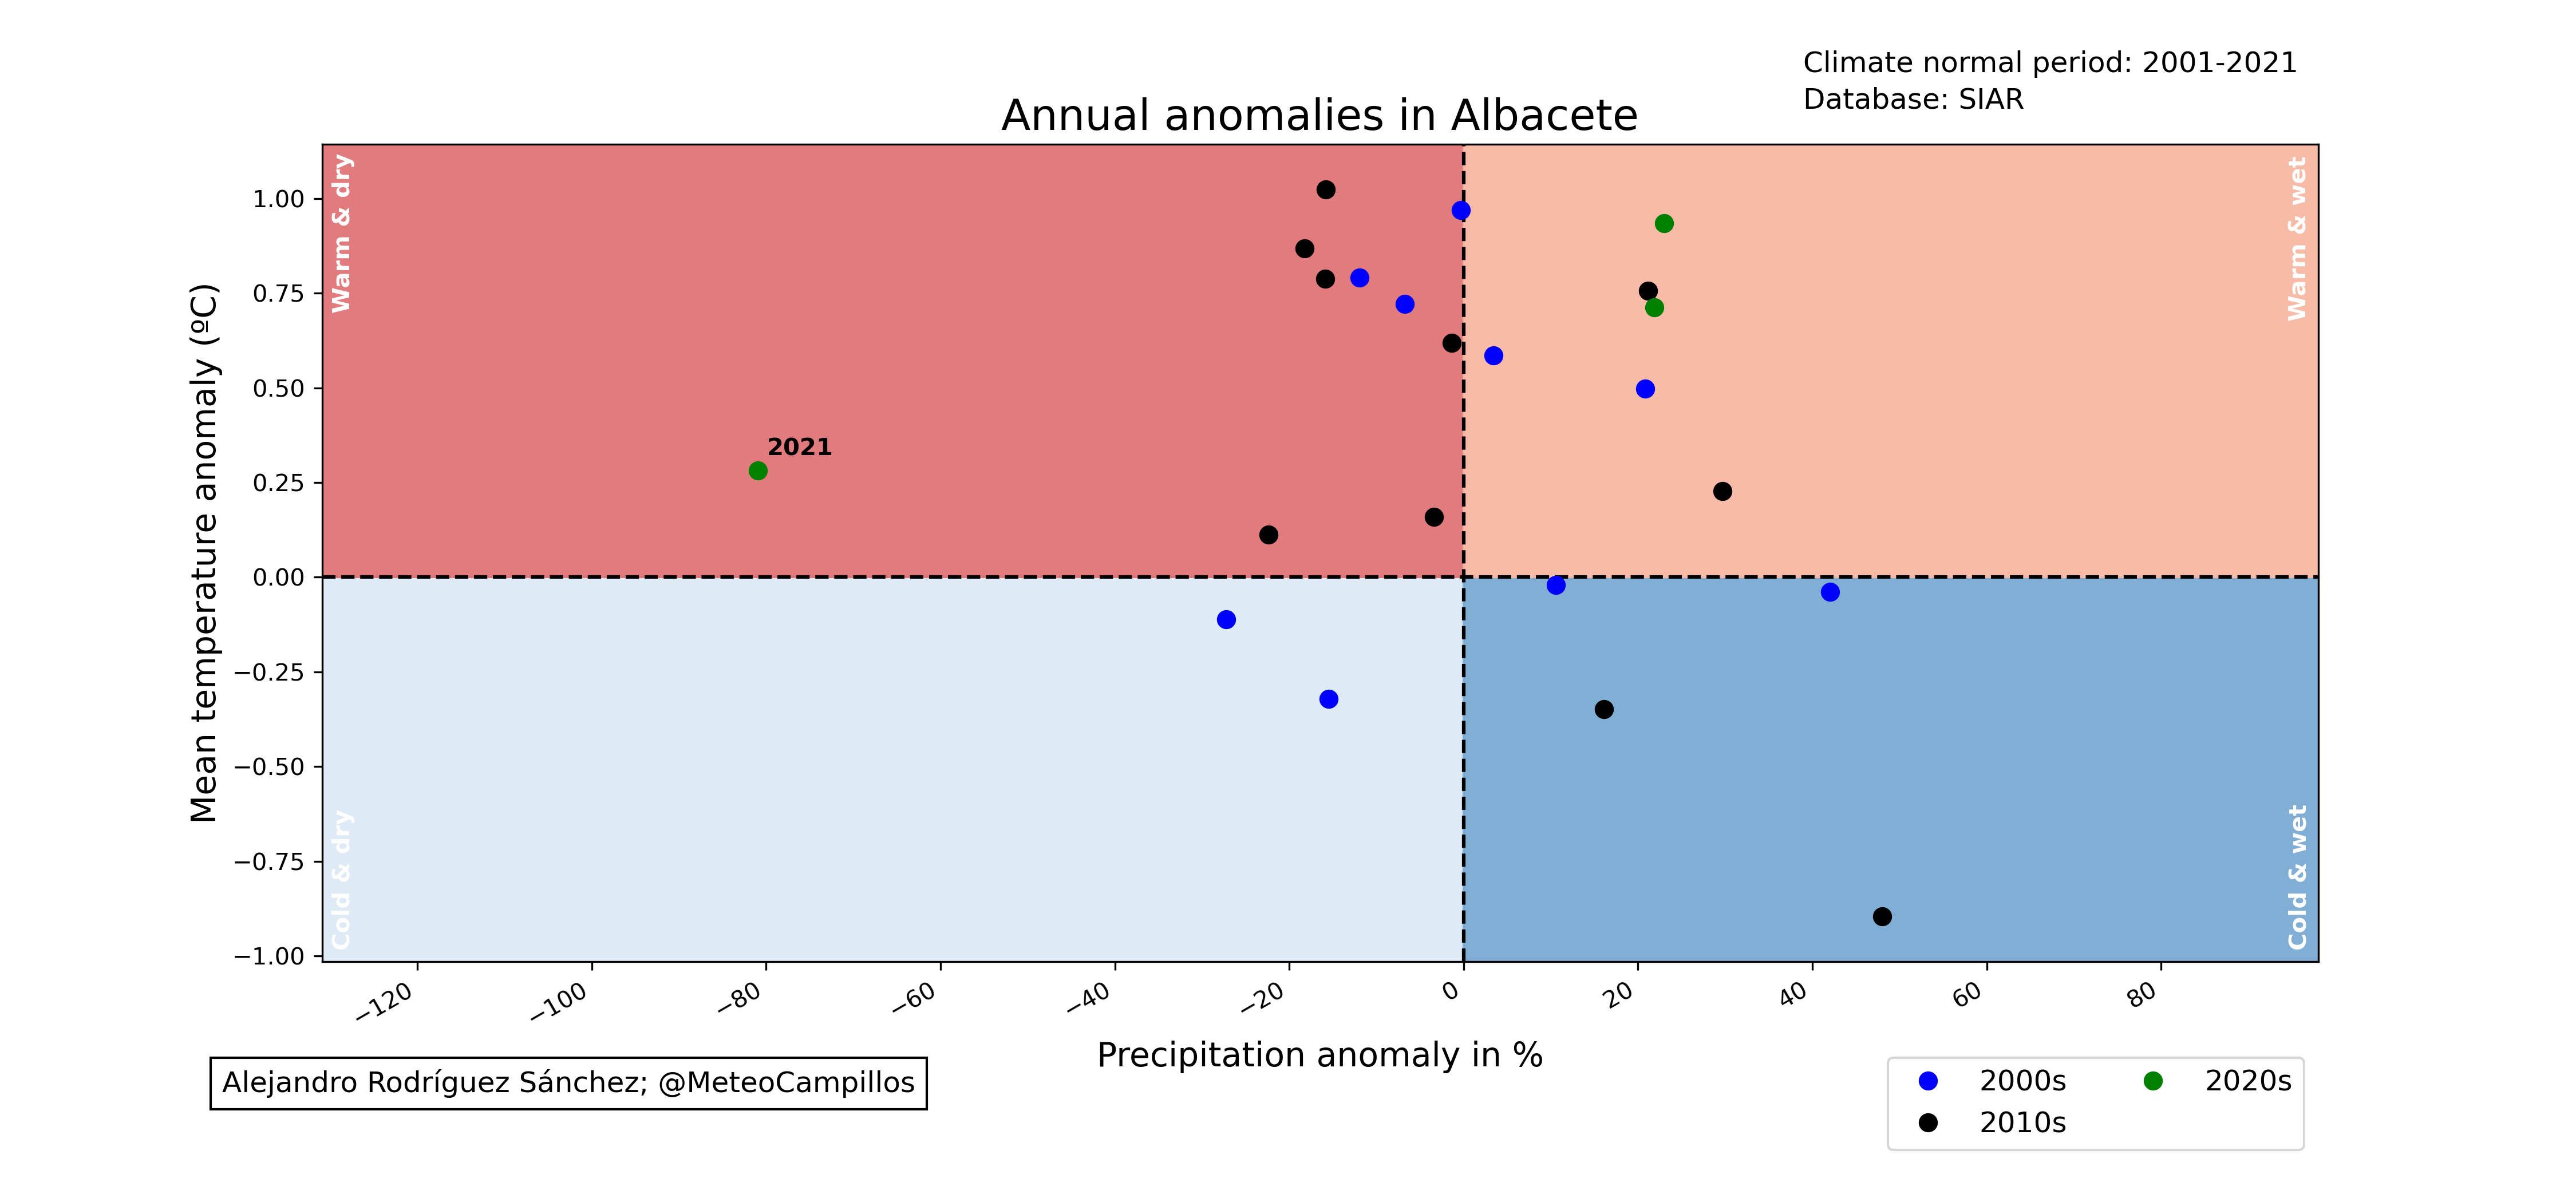 Climate normal period: 2001-2021
Database: SIAR
Annual anomalies in Albacete
Warm & dry
Warm & wet
Cold & dry
Cold & wet
2021
Mean temperature anomaly (ºC)
1.00
0.75
0.50
0.25
0.00
−0.25
−0.50
−0.75
−1.00
−120
−100
−80
−60
−40
−20
0
20
40
60
80
Precipitation anomaly in %
Alejandro Rodríguez Sánchez; @MeteoCampillos
2000s
2010s
2020s